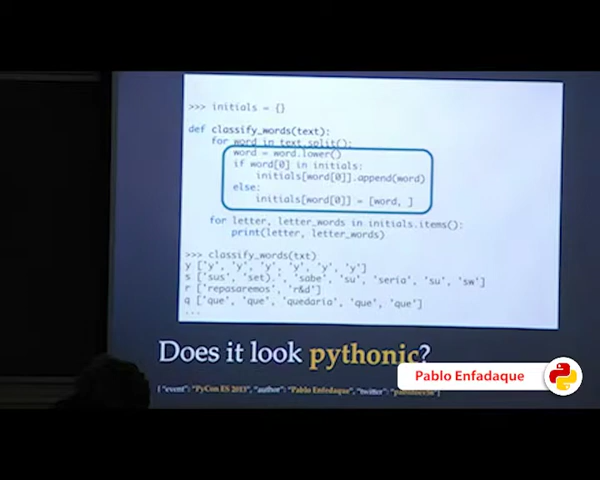 >>> initials = {}
def classify_words(text):
for word in text.split():
word = word.lower()
if word[0] in initials:
initials[word[0]].append(word)
else:
initials[word[0]] = [word, ]
for letter, letter_words in initials.items():
print(letter, letter_words)
>>> classify_words(txt)
y ['y', 'y', 'y', 'y', 'y', 'y']
s ['sus', 'set).', 'sabe', 'su', 'seria', 'su', 'sw']
r ['repasaremos', 'r&d']
q ['que', 'que', 'quedaria', 'que', 'que']
...
Does it look pythonic?
Pablo Enfadaque
{ "event": "PyCon ES 2013", "author": "Pablo Enfadaque", "twitter":